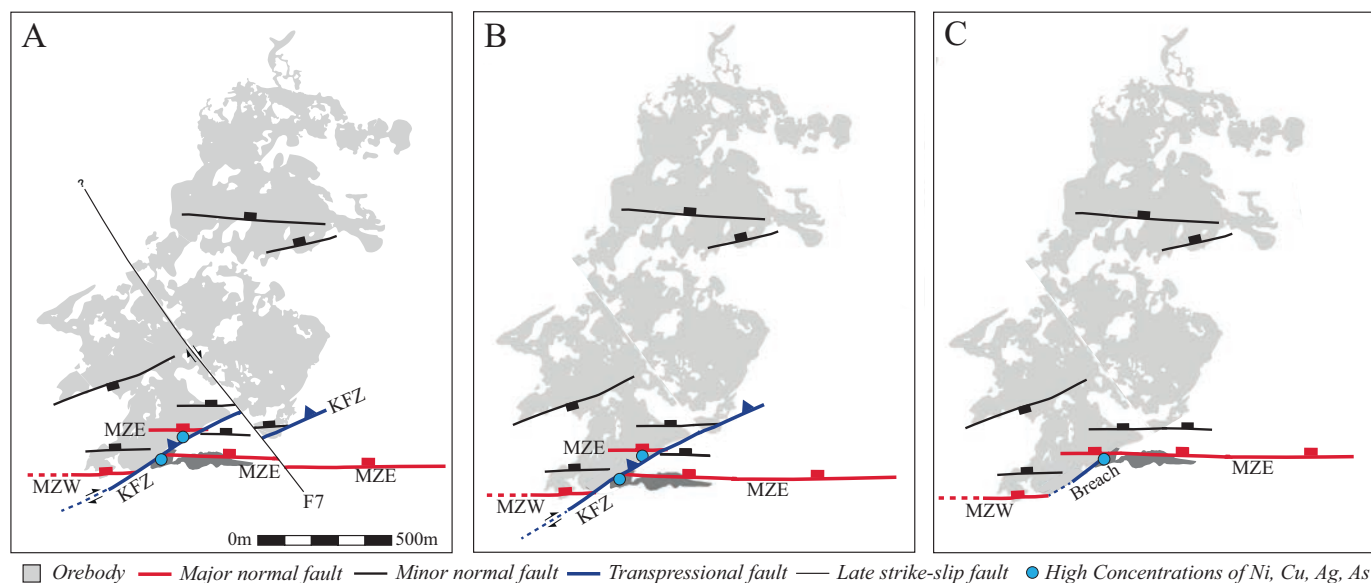 A
?
KFZ
MZE
MZE
MZE
MZW
KFZ
F7
0m 500m
B
MZE
MZE
MZW
KFZ
C
MZE
Breach
MZW
Orebody Major normal fault Minor normal fault Transpressional fault Late strike-slip fault High Concentrations of Ni, Cu, Ag, As